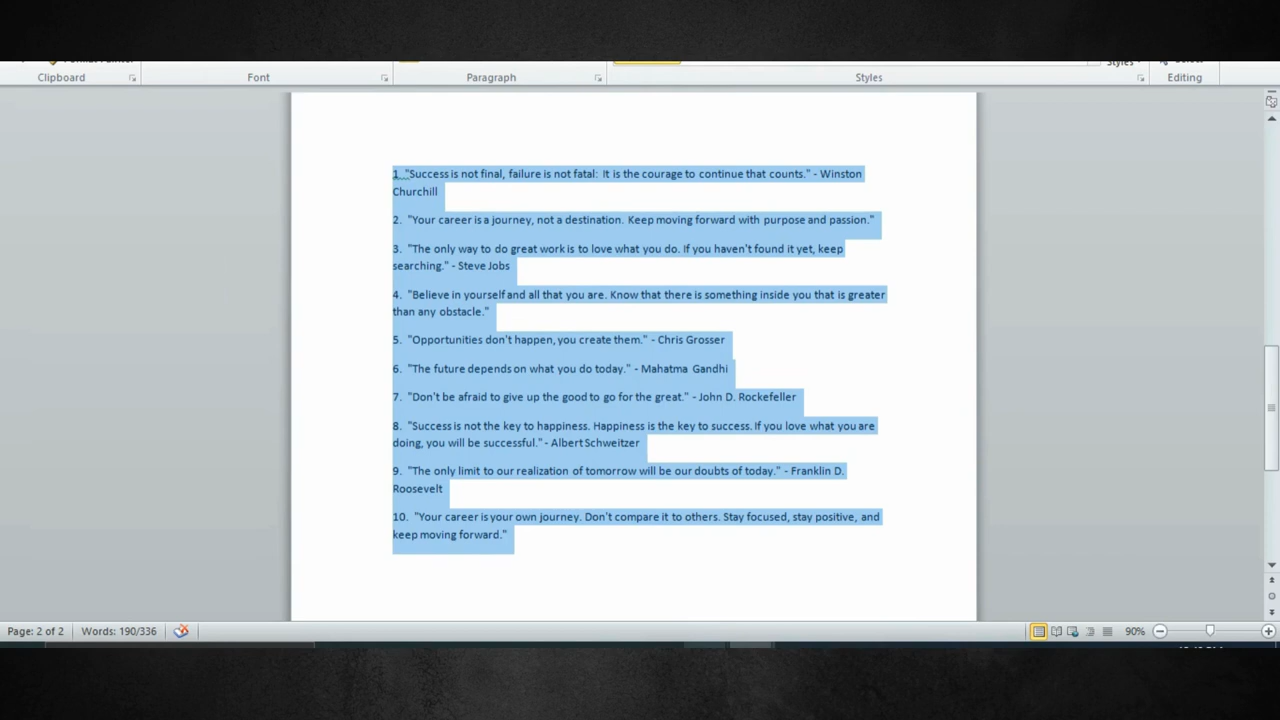 Clipboard
Font
Paragraph
Styles
Styles
Editing
1 "Success is not final, failure is not fatal: It is the courage to continue that counts." - Winston
Churchill
2. "Your career is a journey, not a destination. Keep moving forward with purpose and passion."
3. "The only way to do great work is to love what you do. If you haven't found it yet, keep
searching." - Steve Jobs
4. "Believe in yourself and all that you are. Know that there is something inside you that is greater
than any obstacle."
5. "Opportunities don't happen, you create them." - Chris Grosser
6. "The future depends on what you do today." - Mahatma Gandhi
7. "Don't be afraid to give up the good to go for the great." - John D. Rockefeller
8. "Success is not the key to happiness. Happiness is the key to success. If you love what you are
doing, you will be successful." - Albert Schweitzer
9. "The only limit to our realization of tomorrow will be our doubts of today." - Franklin D.
Roosevelt
10. "Your career is your own journey. Don't compare it to others. Stay focused, stay positive, and
keep moving forward."
Page: 2 of 2 Words: 190/336 90%